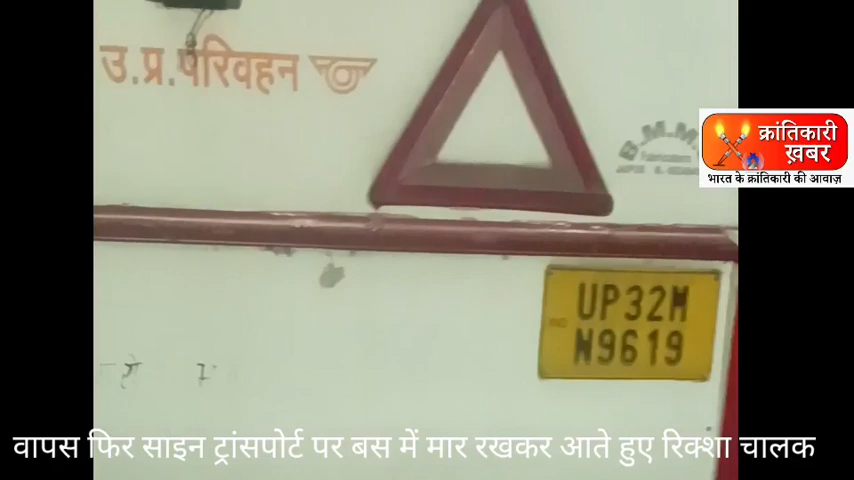 उ.प्र.परिवहन
B.M.M.
क्रांतिकारी
ख़बर
भारत के क्रांतिकारी की आवाज़
UP32M
N9619
वापस फिर साइन ट्रांसपोर्ट पर बस में मार रखकर आते हुए रिक्शा चालक